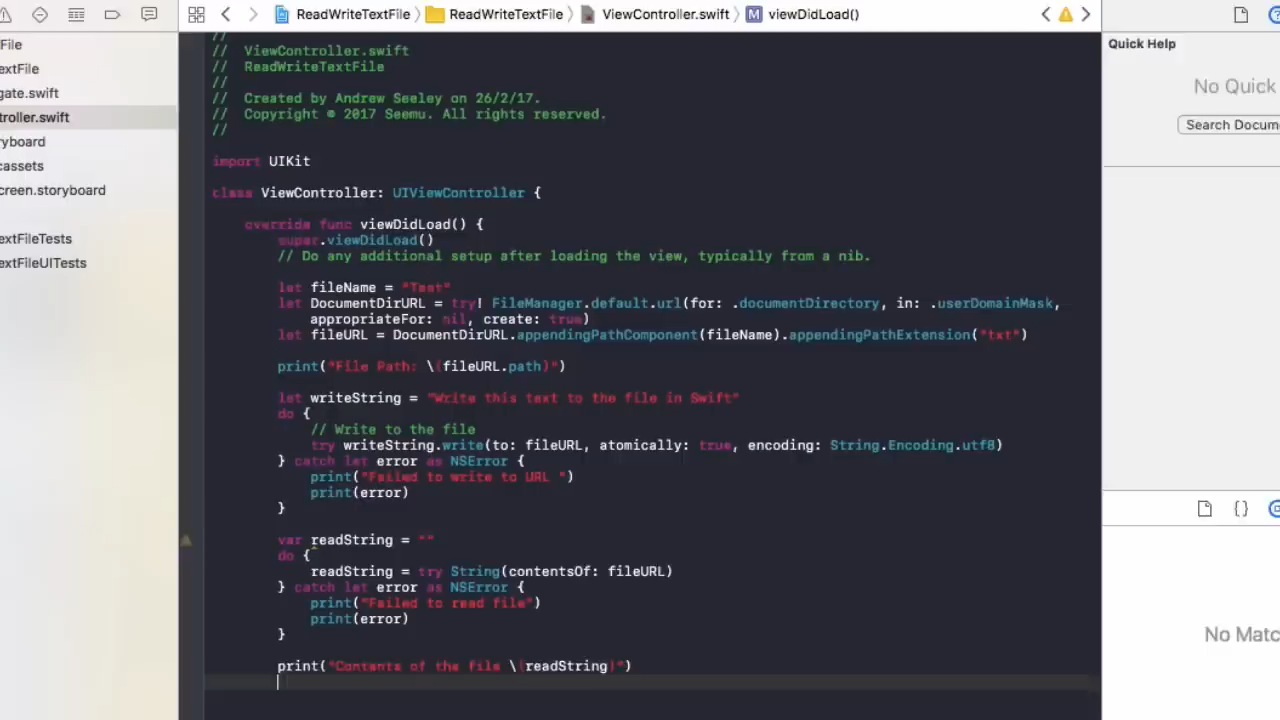 ReadWriteTextFile ReadWriteTextFile ViewController.swift M viewDidLoad()
File
extFile
gate.swift
troller.swift
ryboard
cassets
creen.storyboard
extFileTests
extFileUITests
//
// ViewController.swift
// ReadWriteTextFile
//
// Created by Andrew Seeley on 26/2/17.
// Copyright © 2017 Seemu. All rights reserved.
//
import UIKit
class ViewController: UIViewController {
override func viewDidLoad() {
super.viewDidLoad()
// Do any additional setup after loading the view, typically from a nib.
let fileName = "Test"
let DocumentDirURL = try! FileManager.default.url(for: .documentDirectory, in: .userDomainMask,
appropriateFor: nil, create: true)
let fileURL = DocumentDirURL.appendingPathComponent(fileName).appendingPathExtension("txt")
print("File Path: \(fileURL.path)")
let writeString = "Write this text to the file in Swift"
do {
// Write to the file
try writeString.write(to: fileURL, atomically: true, encoding: String.Encoding.utf8)
} catch let error as NSError {
print("Failed to write to URL ")
print(error)
}
var readString = ""
do {
readString = try String(contentsOf: fileURL)
} catch let error as NSError {
print("Failed to read file")
print(error)
}
print("Contents of the file \(readString)")
Quick Help
No Quick
Search Docum
{ }
No Matc